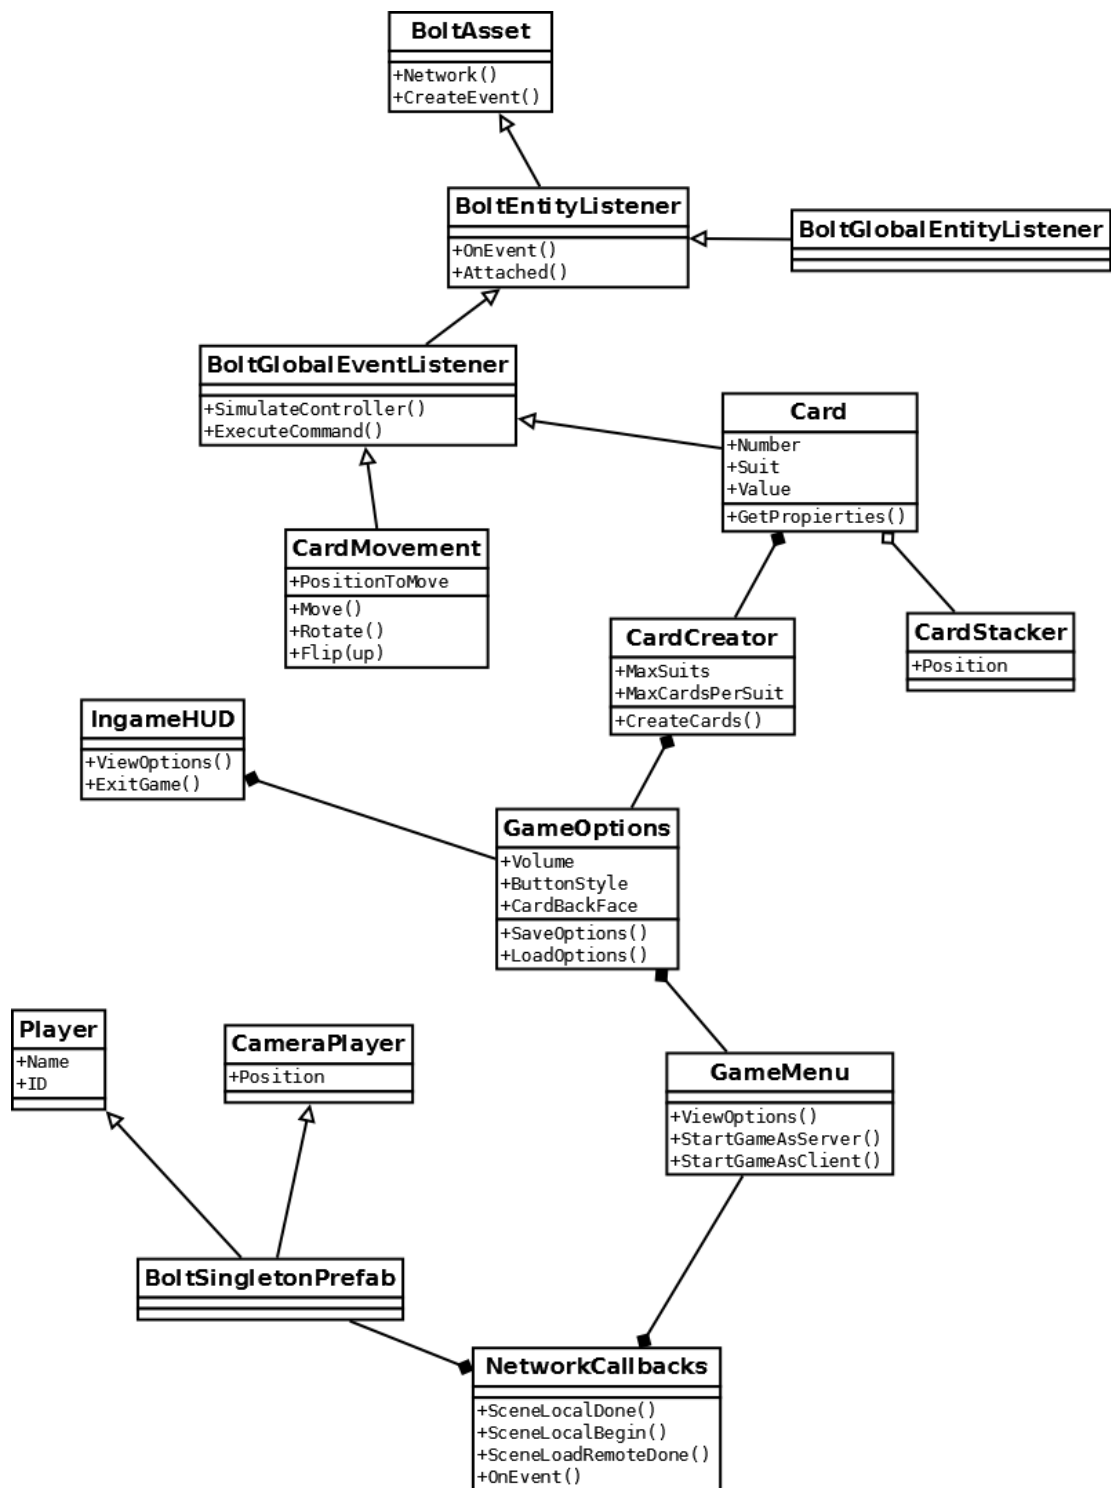 BoltAsset
+Network()
+CreateEvent()
BoltEntityListener
+OnEvent()
+Attached()
BoltGlobalEntityListener
BoltGlobalEventListener
+SimulateController()
+ExecuteCommand()
Card
+Number
+Suit
+Value
+GetPropierties()
CardMovement
+PositionToMove
+Move()
+Rotate()
+Flip(up)
CardCreator
+MaxSuits
+MaxCardsPerSuit
+CreateCards()
CardStacker
+Position
IngameHUD
+ViewOptions()
+ExitGame()
GameOptions
+Volume
+ButtonStyle
+CardBackFace
+SaveOptions()
+LoadOptions()
Player
+Name
+ID
CameraPlayer
+Position
GameMenu
+ViewOptions()
+StartGameAsServer()
+StartGameAsClient()
BoltSingletonPrefab
NetworkCallbacks
+SceneLocalDone()
+SceneLocalBegin()
+SceneLoadRemoteDone()
+OnEvent()